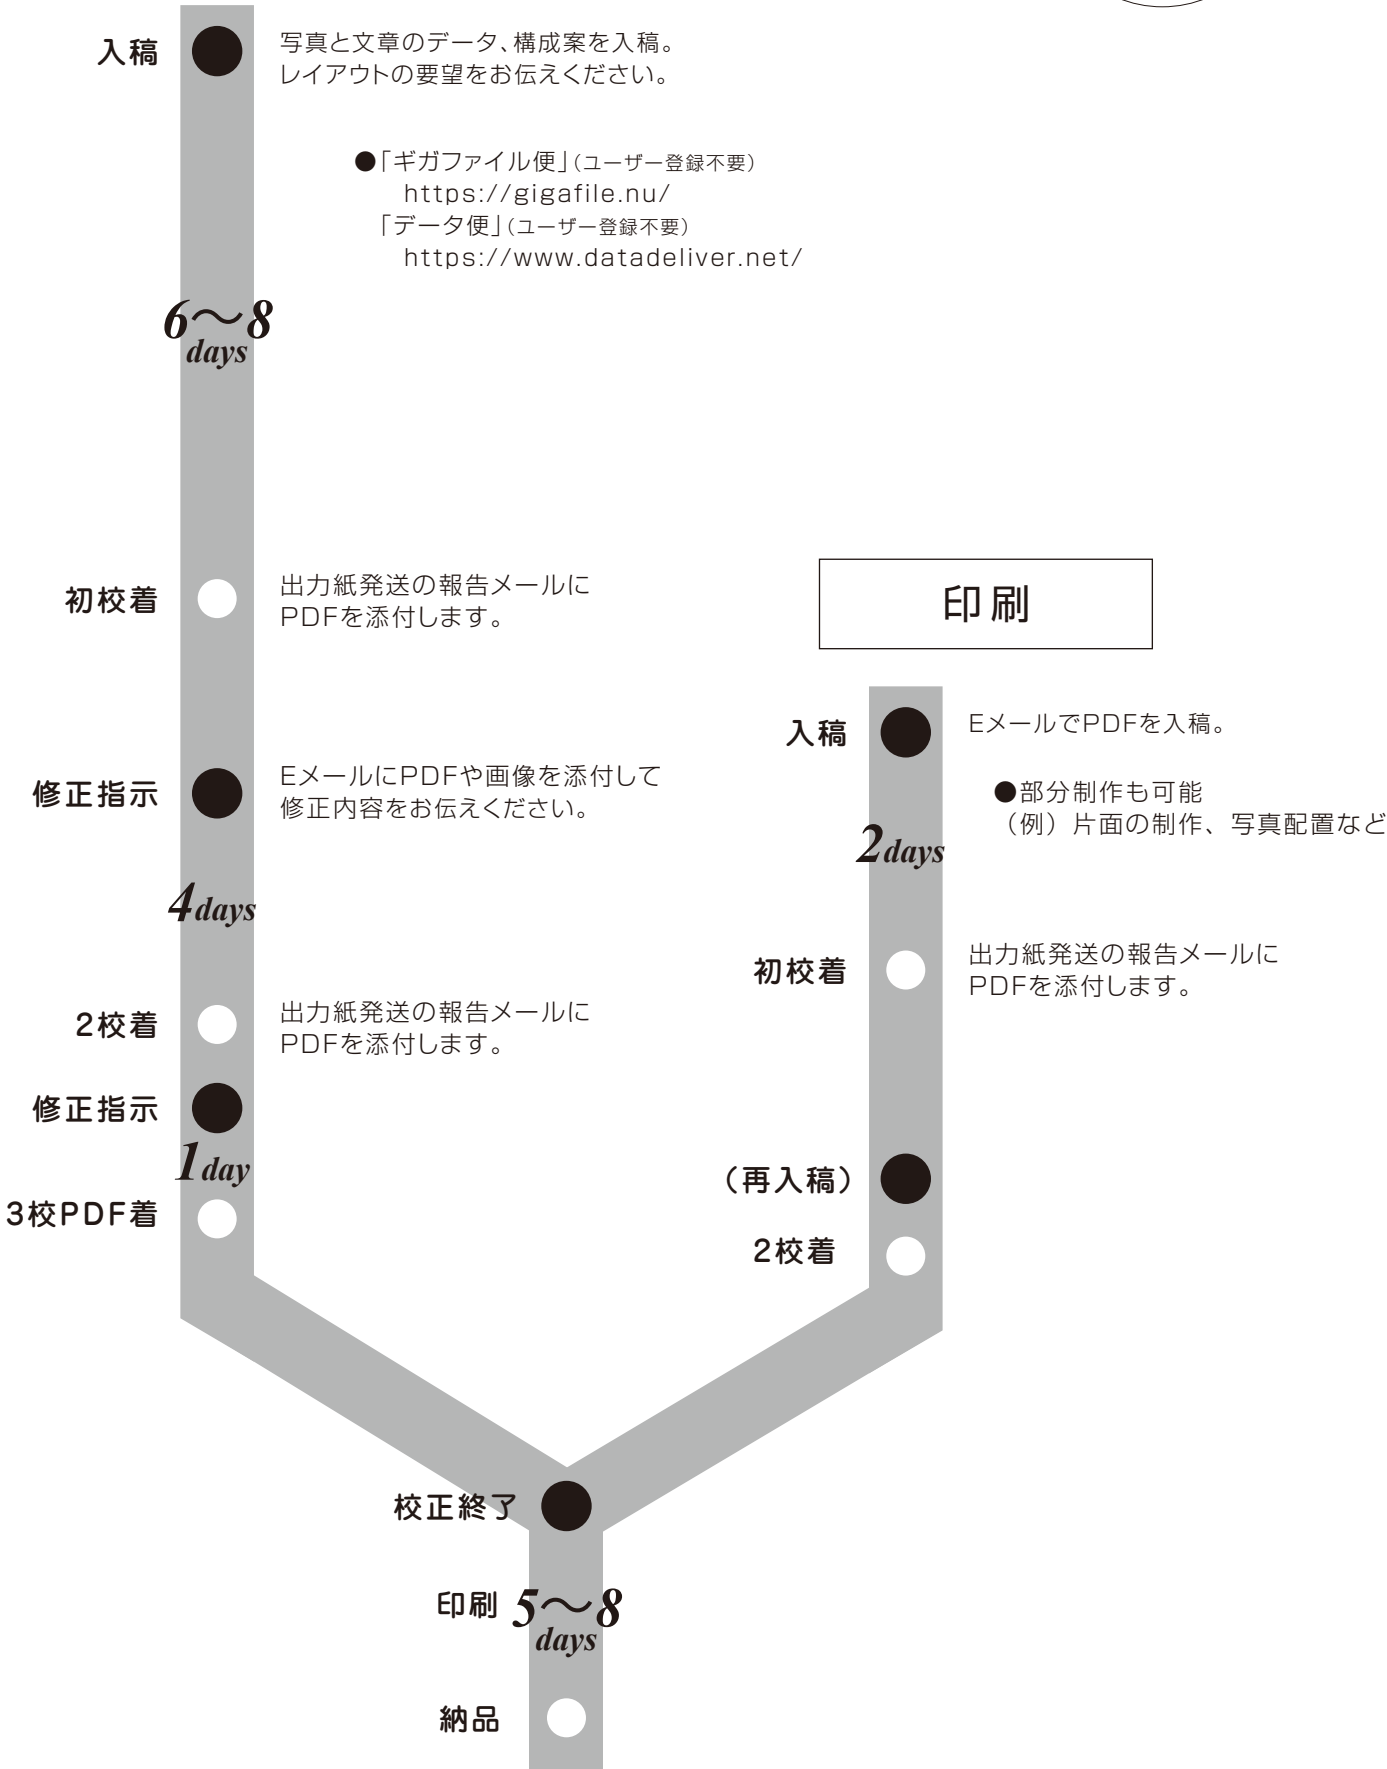 入稿
写真と文章のデータ、構成案を入稿。
レイアウトの要望をお伝えください。
●「ギガファイル便」（ユーザー登録不要）
https://gigafile.nu/
「データ便」（ユーザー登録不要）
https://www.datadeliver.net/
6〜8
days
初校着
出力紙発送の報告メールに
PDFを添付します。
修正指示
EメールにPDFや画像を添付して
修正内容をお伝えください。
4days
2校着
出力紙発送の報告メールに
PDFを添付します。
修正指示
1day
3校PDF着
印刷
入稿
EメールでPDFを入稿。
●部分制作も可能
（例）片面の制作、写真配置など
2days
初校着
出力紙発送の報告メールに
PDFを添付します。
（再入稿）
2校着
校正終了
印刷 5〜8
days
納品